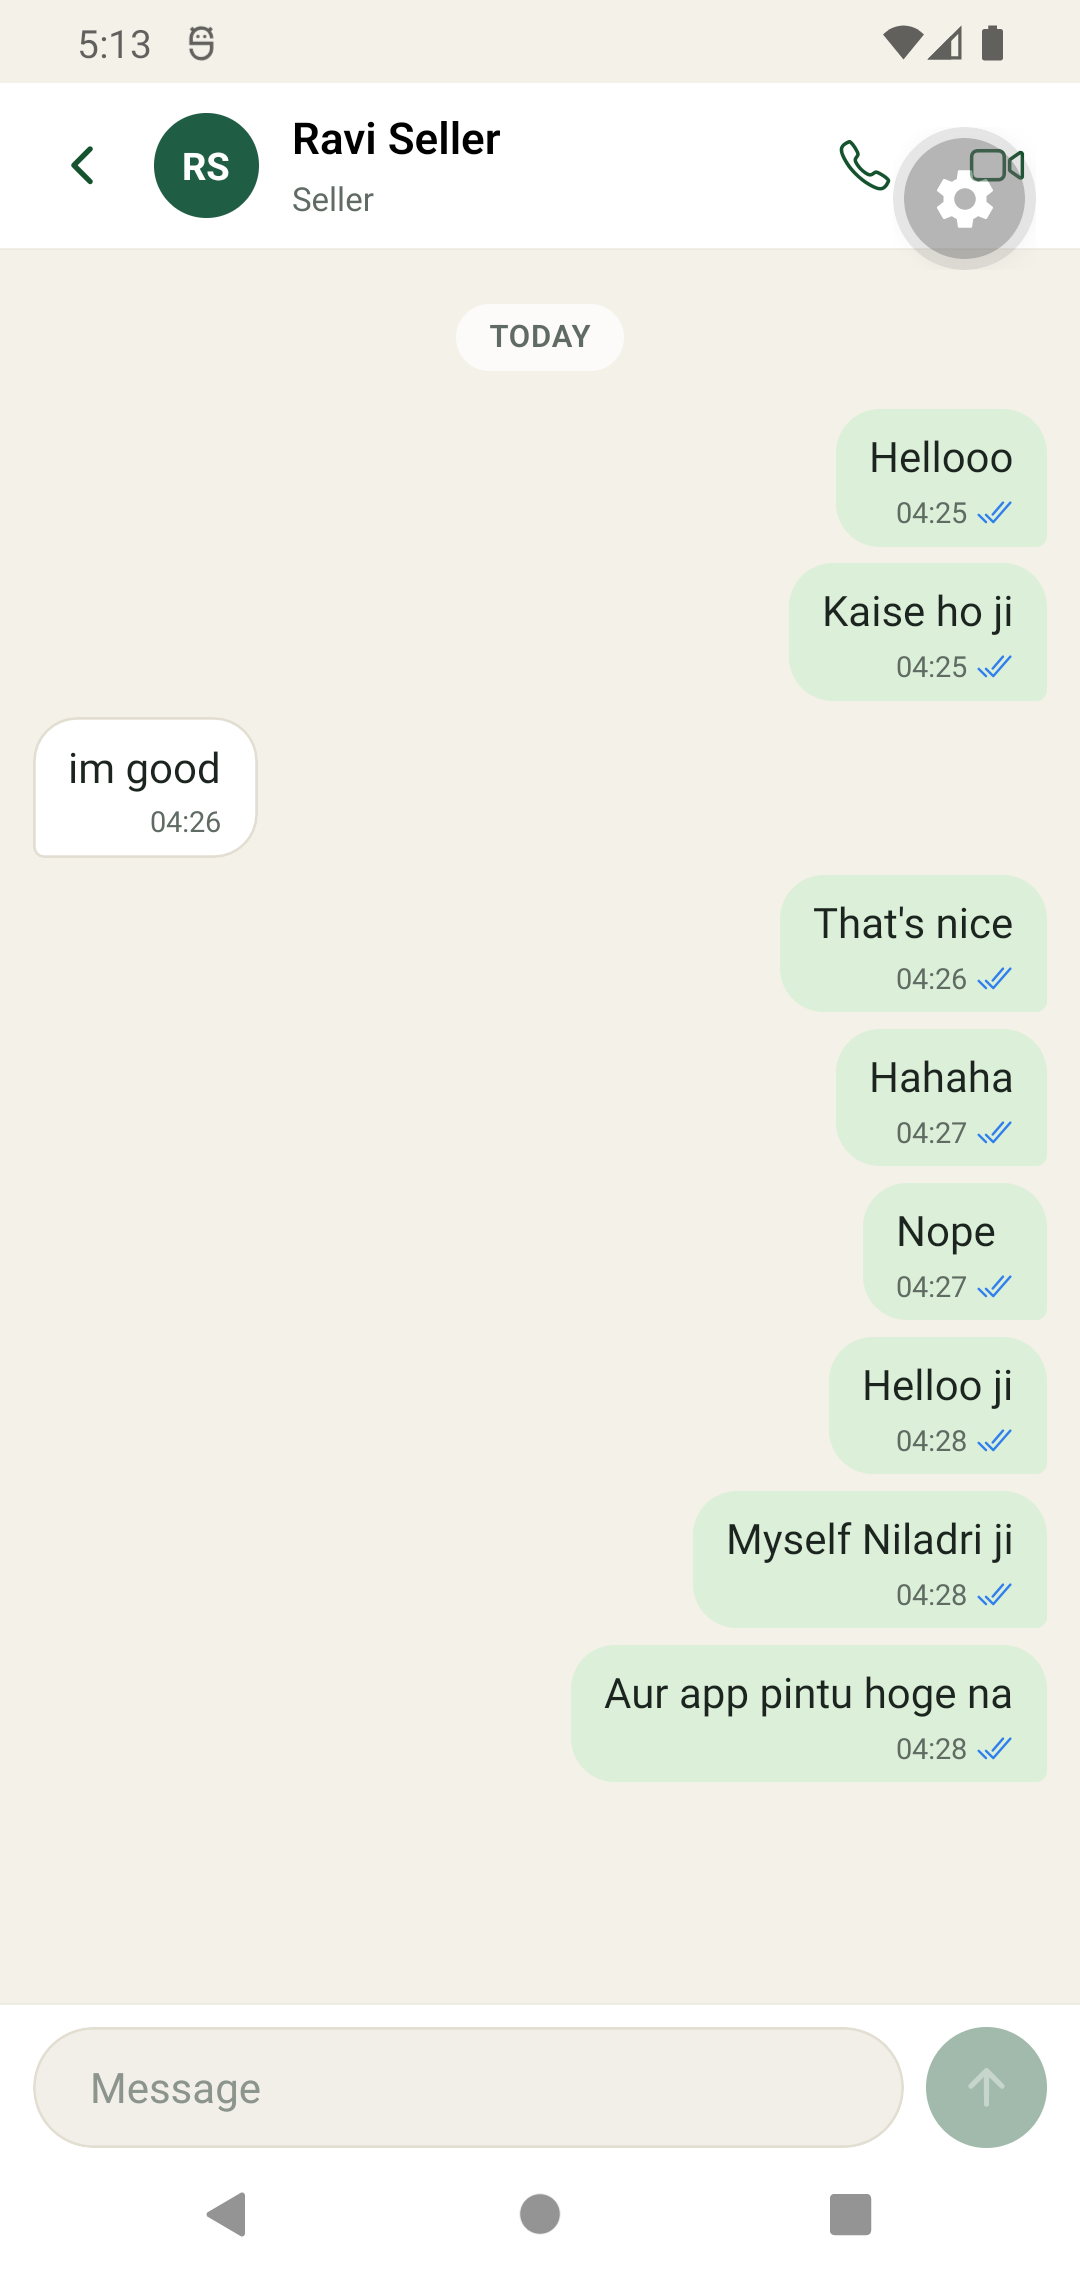 5:13
RS
Ravi Seller
Seller
TODAY
Hellooo
04:25
Kaise ho ji
04:25
im good
04:26
That's nice
04:26
Hahaha
04:27
Nope
04:27
Helloo ji
04:28
Myself Niladri ji
04:28
Aur app pintu hoge na
04:28
Message